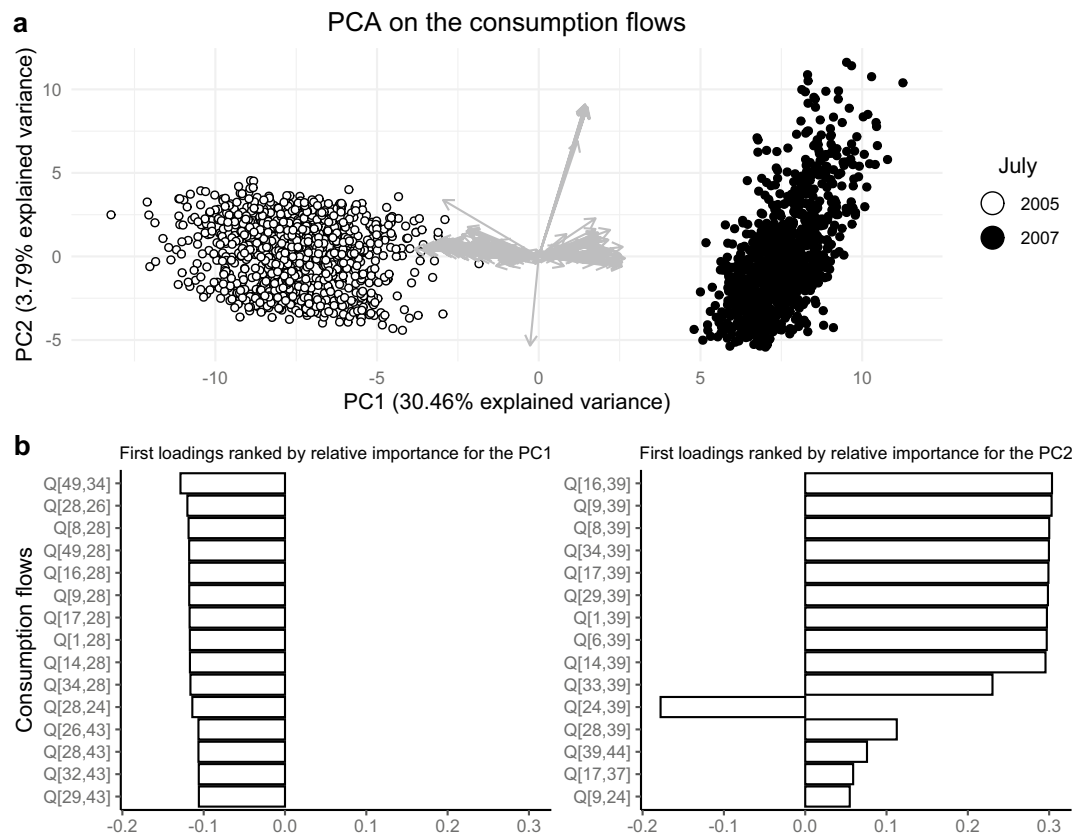 a
PCA on the consumption flows
PC2 (3.79% explained variance)
10
5
0
-5
-10
-5
0
5
10
PC1 (30.46% explained variance)
July
2005
2007
b
First loadings ranked by relative importance for the PC1
Consumption flows
Q[49,34]
Q[28,26]
Q[8,28]
Q[49,28]
Q[16,28]
Q[9,28]
Q[17,28]
Q[1,28]
Q[14,28]
Q[34,28]
Q[28,24]
Q[26,43]
Q[28,43]
Q[32,43]
Q[29,43]
-0.2
-0.1
0.0
0.1
0.2
0.3
First loadings ranked by relative importance for the PC2
Q[16,39]
Q[9,39]
Q[8,39]
Q[34,39]
Q[17,39]
Q[29,39]
Q[1,39]
Q[6,39]
Q[14,39]
Q[33,39]
Q[24,39]
Q[28,39]
Q[39,44]
Q[17,37]
Q[9,24]
-0.2
-0.1
0.0
0.1
0.2
0.3